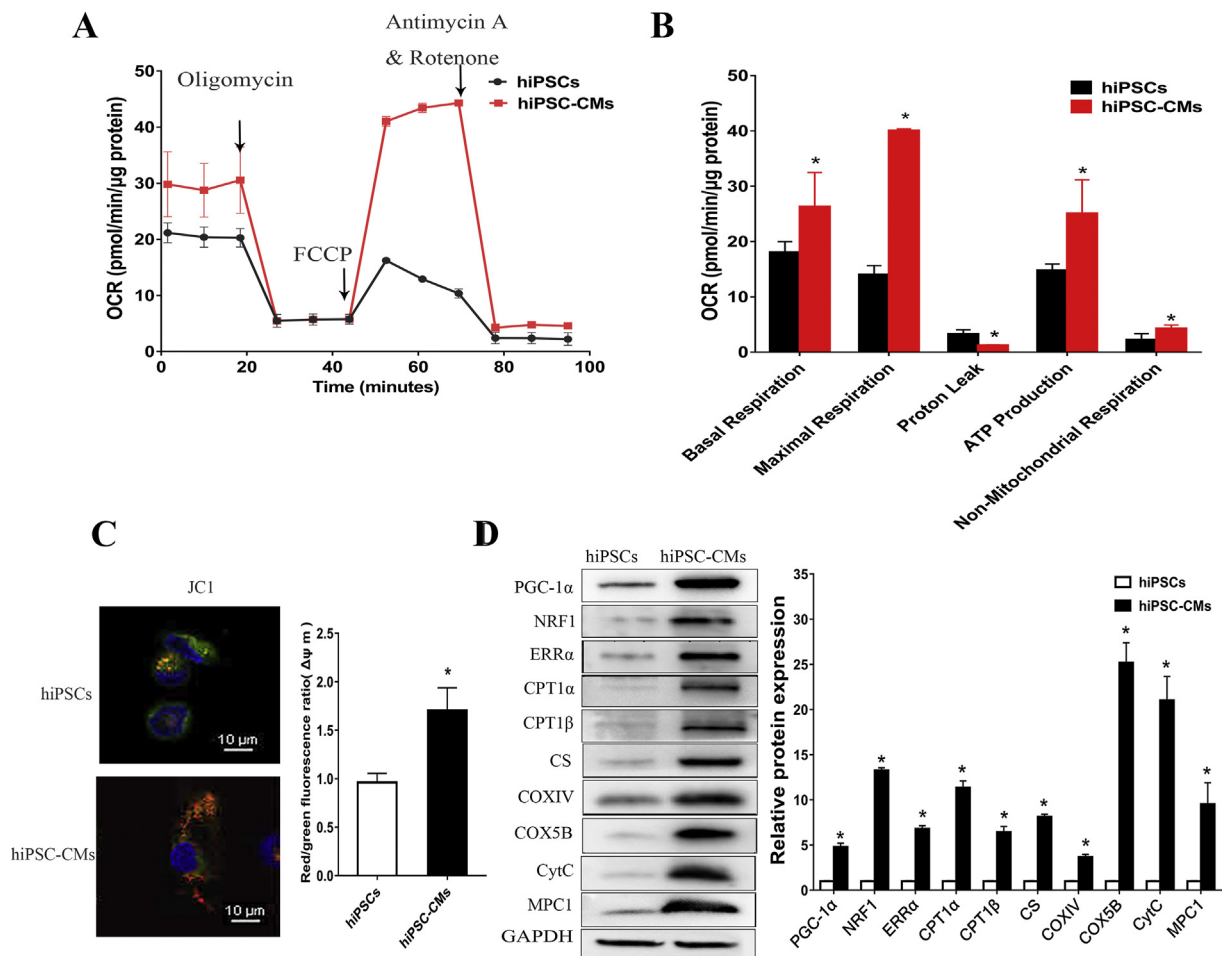 A
Antimycin A
& Rotenone
Oligomycin
FCCP
hiPSCs
hiPSC-CMs
OCR (pmol/min/µg protein)
50
40
30
20
10
0
0 20 40 60 80 100
Time (minutes)
B
hiPSCs
hiPSC-CMs
OCR (pmol/min/µg protein)
50
40
30
20
10
0
* * * * *
Basal Respiration
Maximal Respiration
Proton Leak
ATP Production
Non-Mitochondrial Respiration
C
JC1
hiPSCs
10 µm
hiPSC-CMs
10 µm
Red/green fluorescence ratio( Δψ m )
2.5
2.0
1.5
1.0
0.5
0.0
*
hiPSCs
hiPSC-CMs
D
hiPSCs hiPSC-CMs
PGC-1α
NRF1
ERRα
CPT1α
CPT1β
CS
COXIV
COX5B
CytC
MPC1
GAPDH
Relative protein expression
35
30
25
20
15
10
5
0
hiPSCs
hiPSC-CMs
* * * * * * * * * *
PGC-1α
NRF1
ERRα
CPT1α
CPT1β
CS
COXIV
COX5B
CytC
MPC1